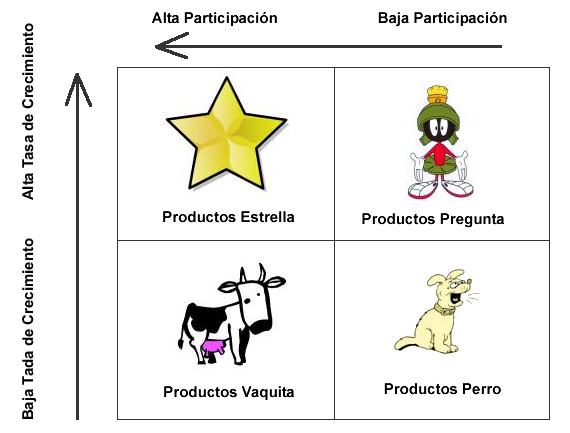 Alta Participación
Baja Participación
Alta Tasa de Crecimiento
Productos Estrella
Productos Pregunta
Baja Tada de Crecimiento
Productos Vaquita
Productos Perro